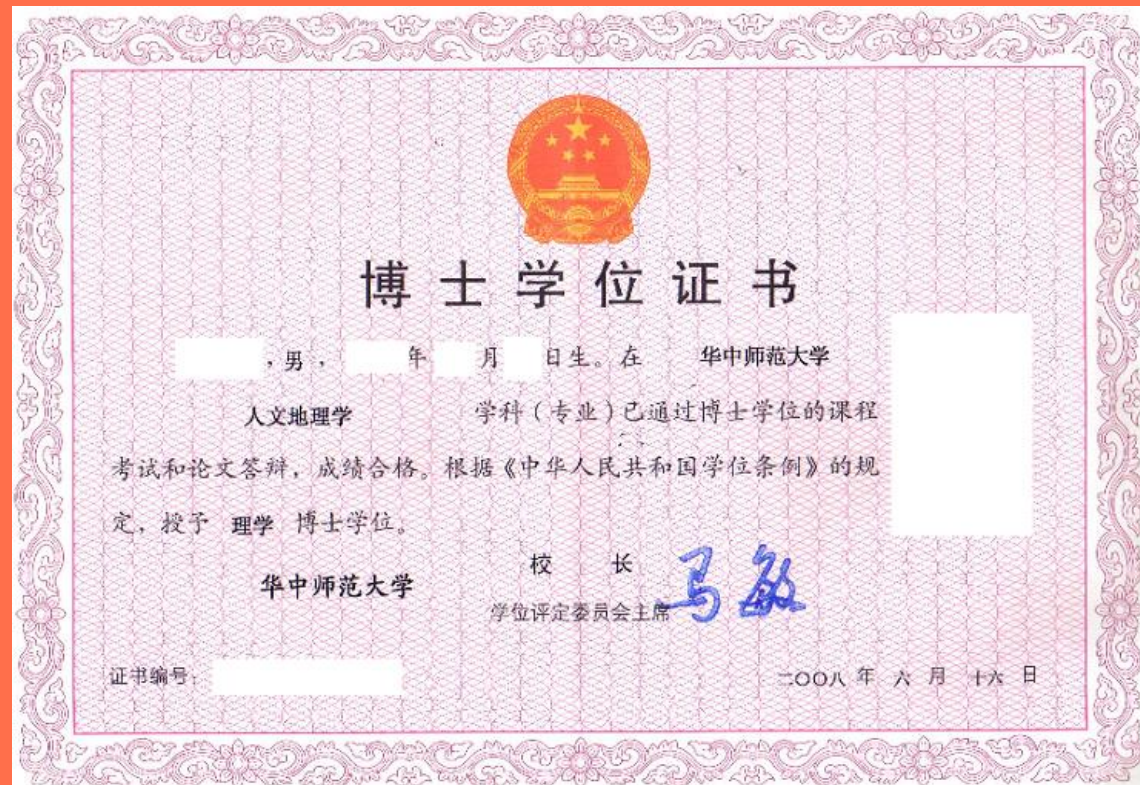 博士学位证书
，男， 年 月 日生。在 华中师范大学
人文地理学 学科（专业）已通过博士学位的课程
考试和论文答辩，成绩合格。根据《中华人民共和国学位条例》的规
定，授予 理学 博士学位。
校 长 马敏
华中师范大学
学位评定委员会主席
证书编号： 二〇〇八 年 六 月 十六 日